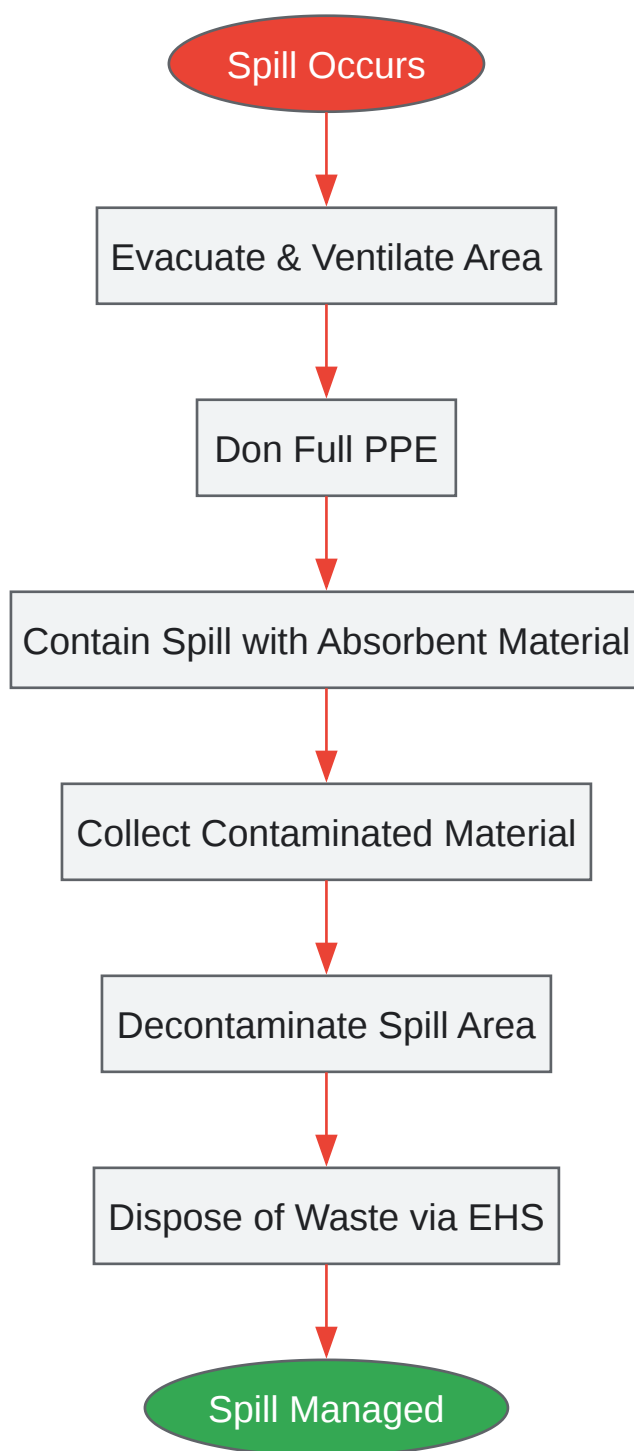 Spill Occurs
Evacuate & Ventilate Area
Don Full PPE
Contain Spill with Absorbent Material
Collect Contaminated Material
Decontaminate Spill Area
Dispose of Waste via EHS
Spill Managed